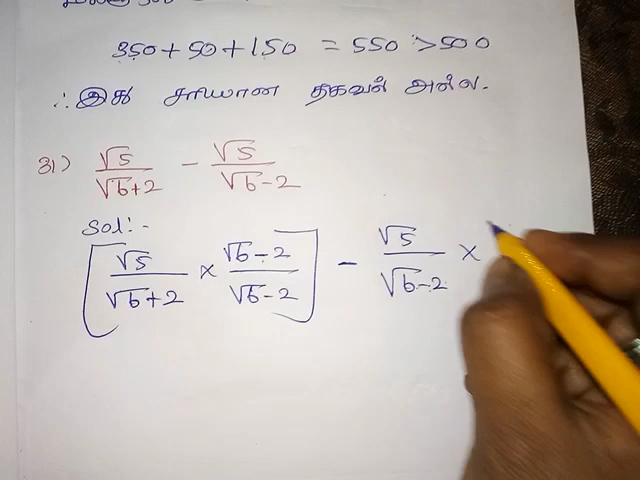 350 + 50 + 150 = 550 > 500
∴ இது சரியான தகவல் அல்ல.
31) √5/(√6+2) - √5/(√6-2)
Sol:-
[√5/(√6+2) × (√6-2)/(√6-2)] - √5/(√6-2) ×